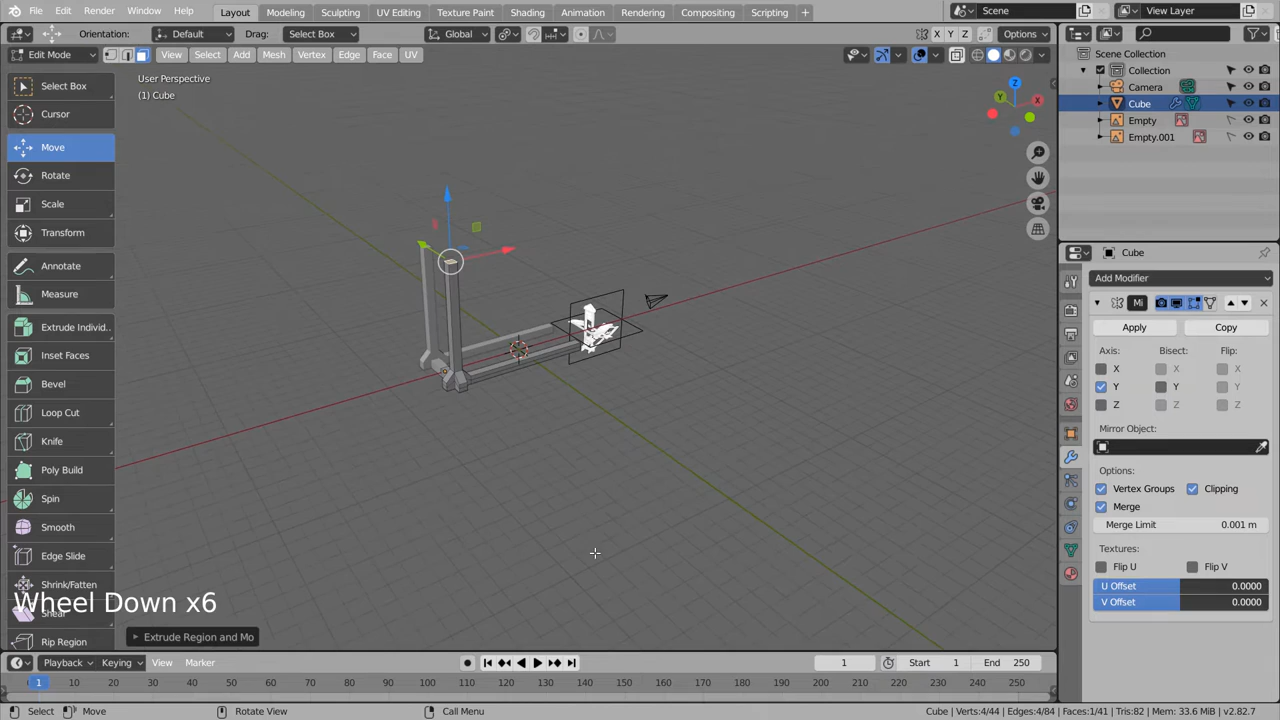 File Edit Render Window Help Layout Modeling Sculpting UV Editing Texture Paint Shading Animation Rendering Compositing Scripting + Scene View Layer
Orientation: Default Drag: Select Box Global X Y Z Options
Edit Mode View Select Add Mesh Vertex Edge Face UV
User Perspective
(1) Cube
Select Box
Cursor
Move
Rotate
Scale
Transform
Annotate
Measure
Extrude Individ..
Inset Faces
Bevel
Loop Cut
Knife
Poly Build
Spin
Smooth
Edge Slide
Shrink/Fatten
Shear
Rip Region
Wheel Down x6
Extrude Region and Mo
Z
Y
X
Scene Collection
Collection
Camera
Cube
Empty
Empty.001
Cube
Add Modifier
Mi
Apply Copy
Axis: Bisect: Flip:
X X X
Y Y Y
Z Z Z
Mirror Object:
Options:
Vertex Groups Clipping
Merge
Merge Limit 0.001 m
Textures:
Flip U Flip V
U Offset 0.0000
V Offset 0.0000
Playback Keying View Marker 1 Start 1 End 250
1 10 20 30 40 50 60 70 80 90 100 110 120 130 140 150 160 170 180 190 200 210 220 230 240 250
Select Move Rotate View Call Menu Cube | Verts:4/44 | Edges:4/84 | Faces:1/41 | Tris:82 | Mem: 33.6 MiB | v2.82.7